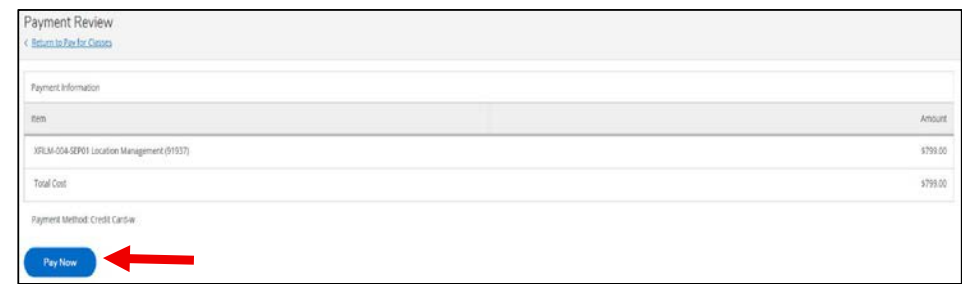 Payment Review
< Return to Pay for Classes
Payment Information
Item Amount
XFILM-004-SEP01 Location Management (91937) $799.00
Total Cost $799.00
Payment Method: Credit Card-w
Pay Now